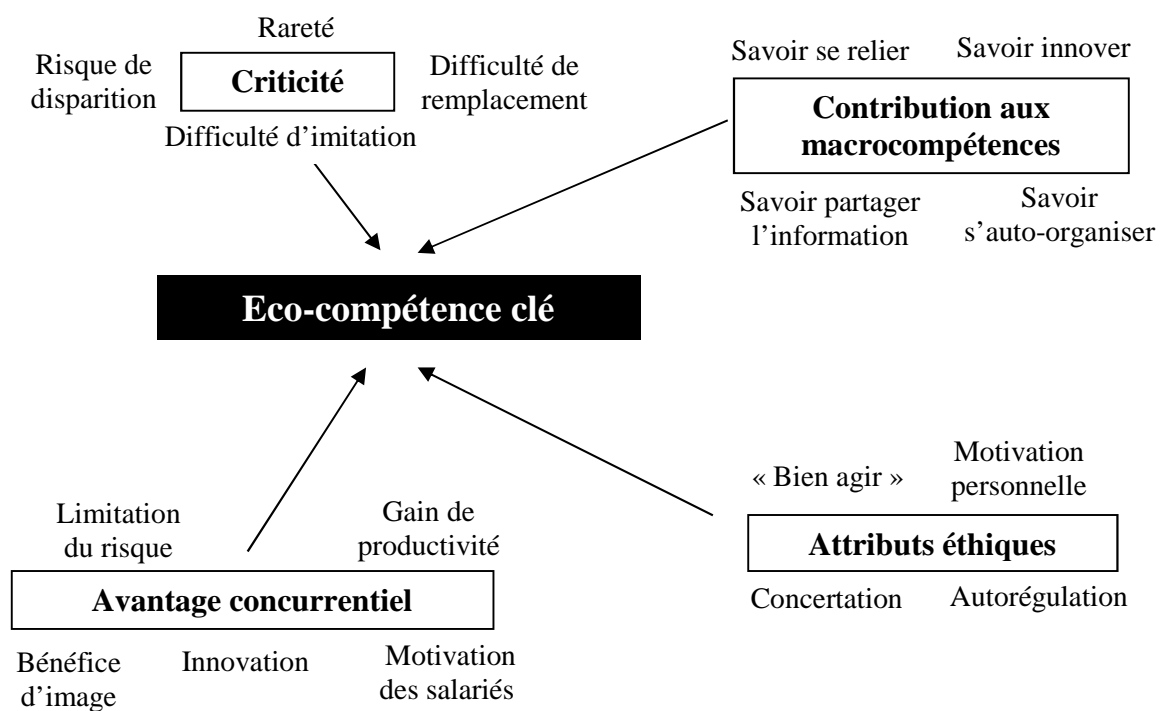 Rareté
Risque de
disparition
Criticité
Difficulté de
remplacement
Difficulté d’imitation
Savoir se relier
Savoir innover
Contribution aux
macrocompétences
Savoir partager
l’information
Savoir
s’auto-organiser
Eco-compétence clé
Limitation
du risque
Gain de
productivité
Avantage concurrentiel
Bénéfice
d’image
Innovation
Motivation
des salariés
« Bien agir »
Motivation
personnelle
Attributs éthiques
Concertation
Autorégulation